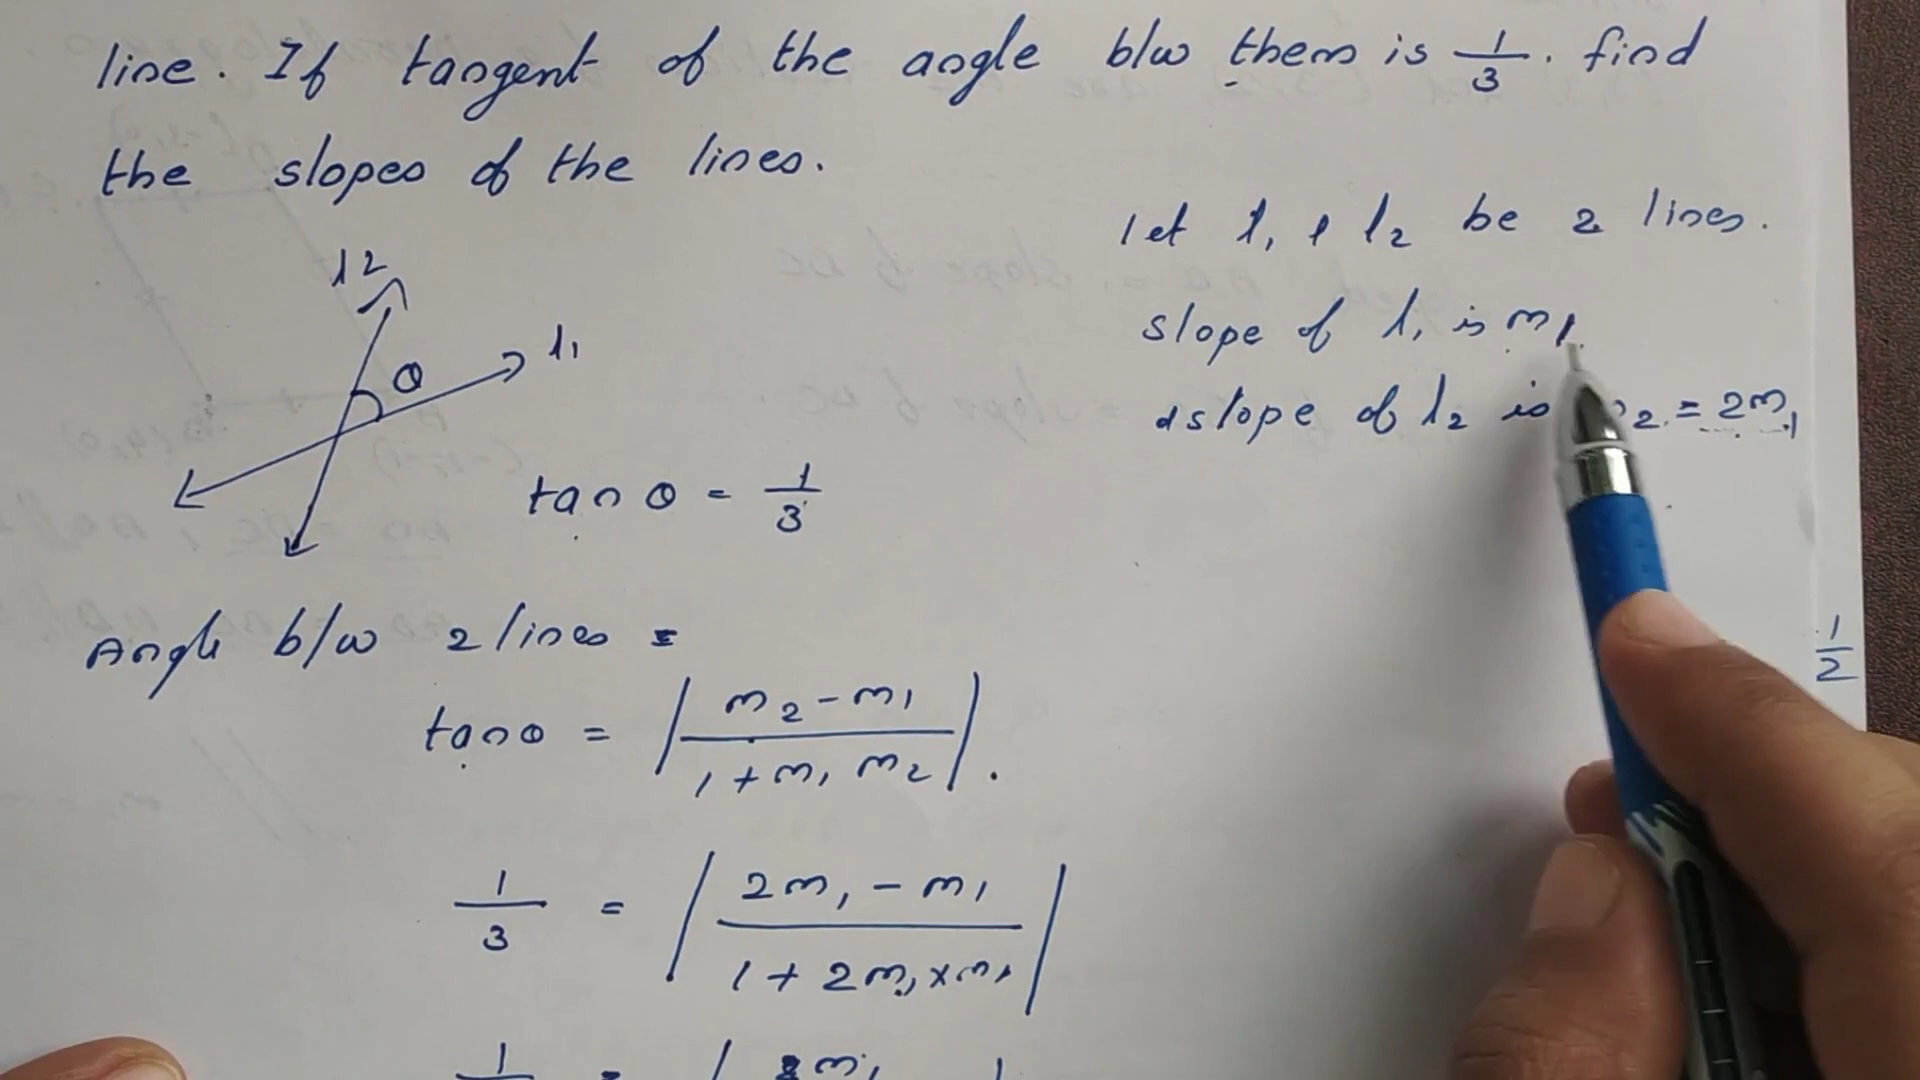 line. If tangent of the angle b/w them is 1/3. find
the slopes of the lines.
let l1 & l2 be 2 lines.
slope of l1 is m1.
& slope of l2 is 2 = 2m1
l2
l1
θ
tan θ = 1/3
Angle b/w 2 lines =
tan θ = | m2 - m1 / 1 + m1 m2 | .
1/3 = | 2m1 - m1 / 1 + 2m1 × m1 |
1/2